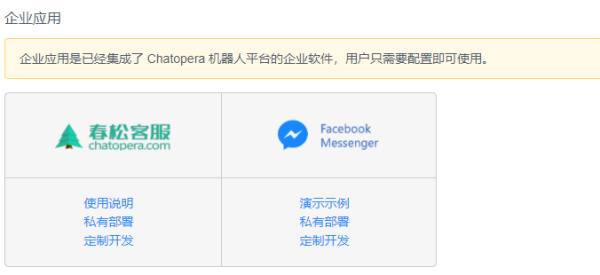 企业应用
企业应用是已经集成了 Chatopera 机器人平台的企业软件，用户只需要配置即可使用。
春松客服
chatopera.com
Facebook
Messenger
使用说明
私有部署
定制开发
演示示例
私有部署
定制开发